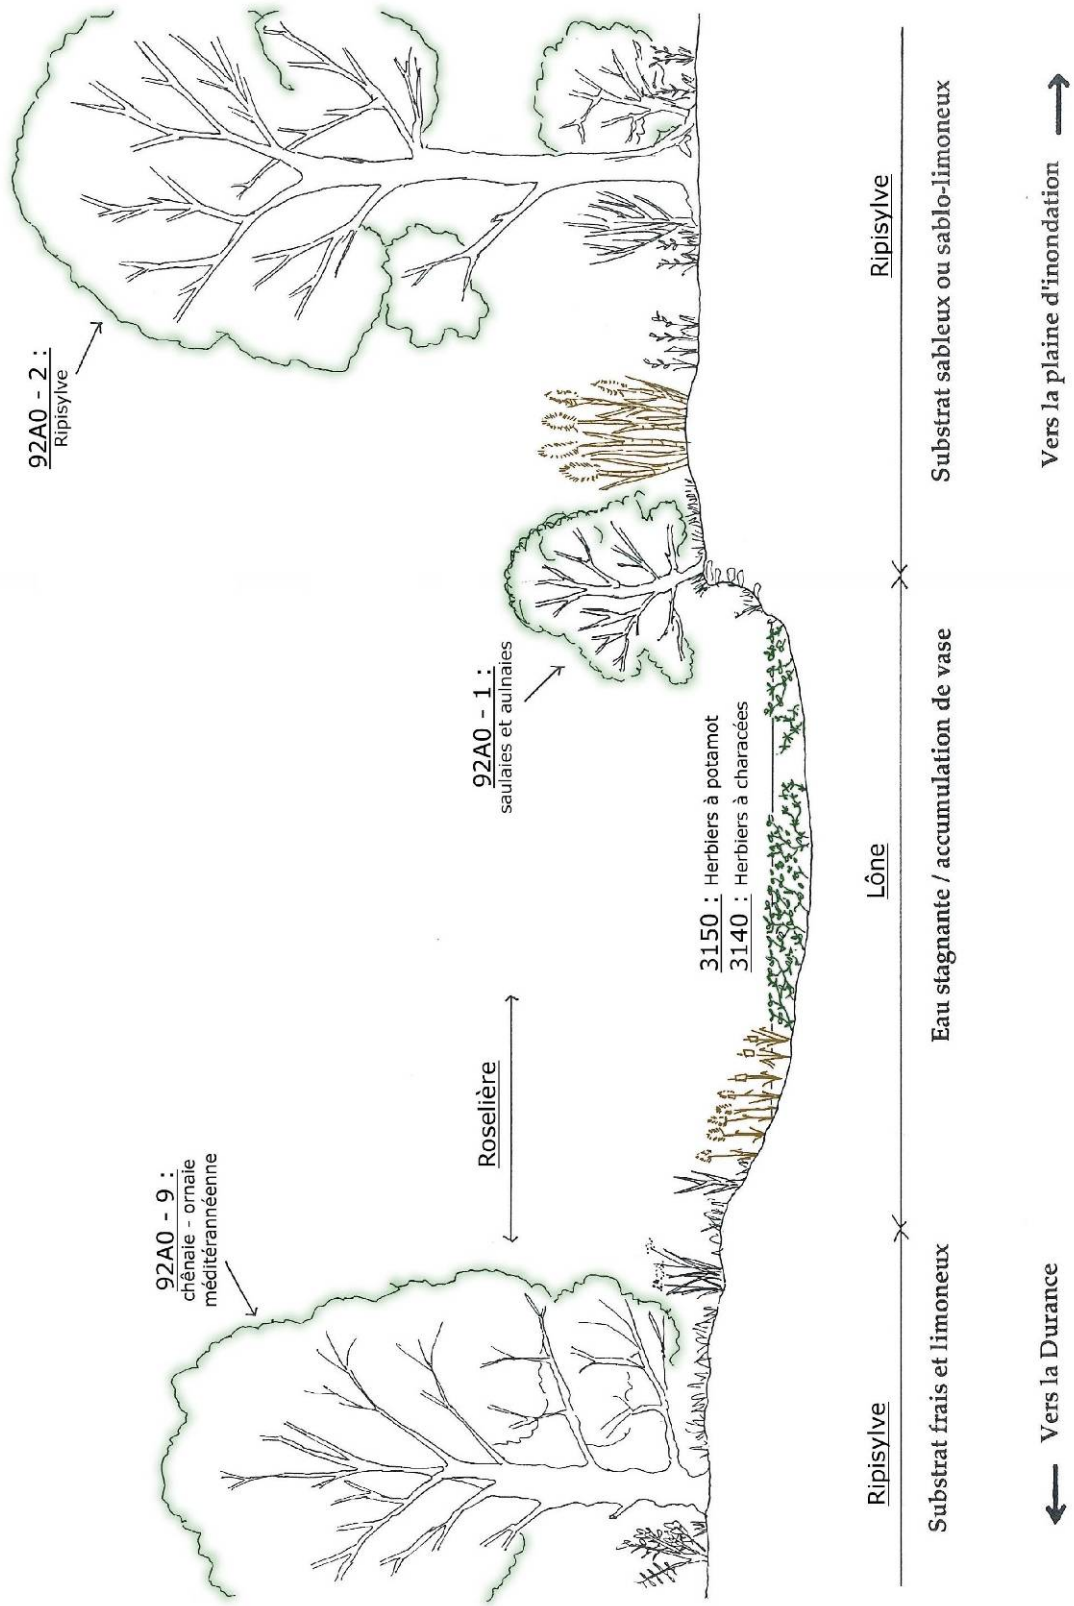 92A0 - 9 :
chênaie - ornaie
méditérannéenne
Roselière
92A0 - 1 :
saulaies et aulnaies
92A0 - 2 :
Ripisylve
3150 : Herbiers à potamot
3140 : Herbiers à characées
Ripisylve
Lône
Ripisylve
Substrat frais et limoneux
Eau stagnante / accumulation de vase
Substrat sableux ou sablo-limoneux
Vers la Durance
Vers la plaine d'inondation